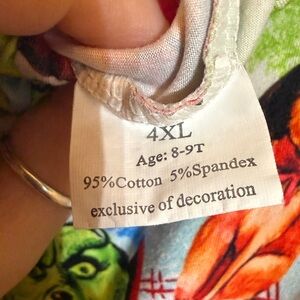 4XL
Age: 8-9T
95%Cotton 5%Spandex
exclusive of decoration